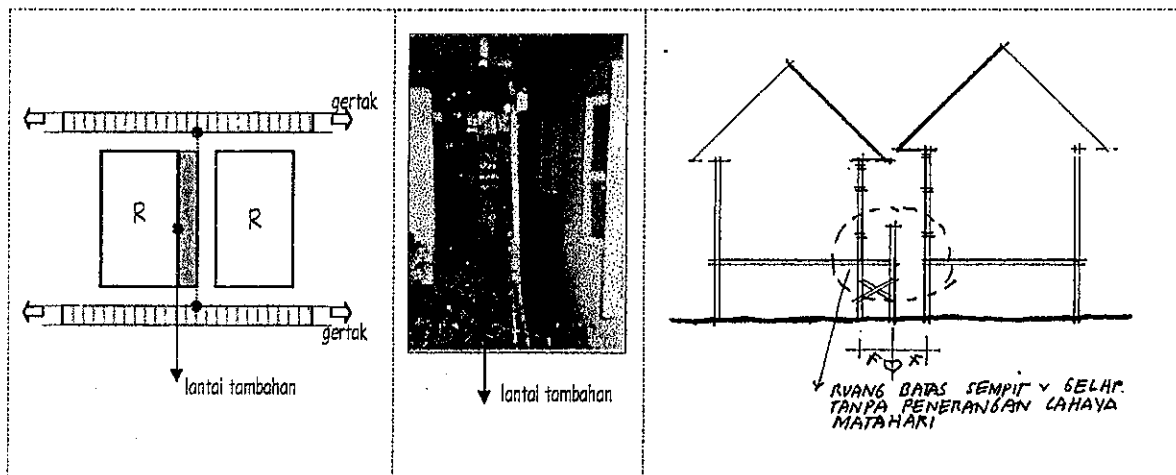 gertak
R
R
gertak
lantai tambahan
lantai tambahan
x x
RUANG BATAS SEMPIT & GELAP.
TANPA PENERANGAN CAHAYA
MATAHARI